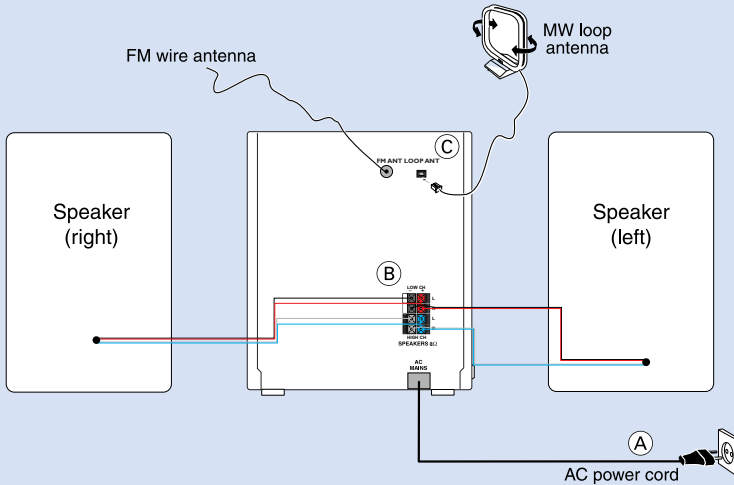 MW loop
antenna
FM wire antenna
C
FM ANT LOOP ANT
Speaker
(right)
Speaker
(left)
B
LOW CH
– +
L
R
L
R
HIGH CH
SPEAKERS 8Ω
AC
MAINS
A
AC power cord